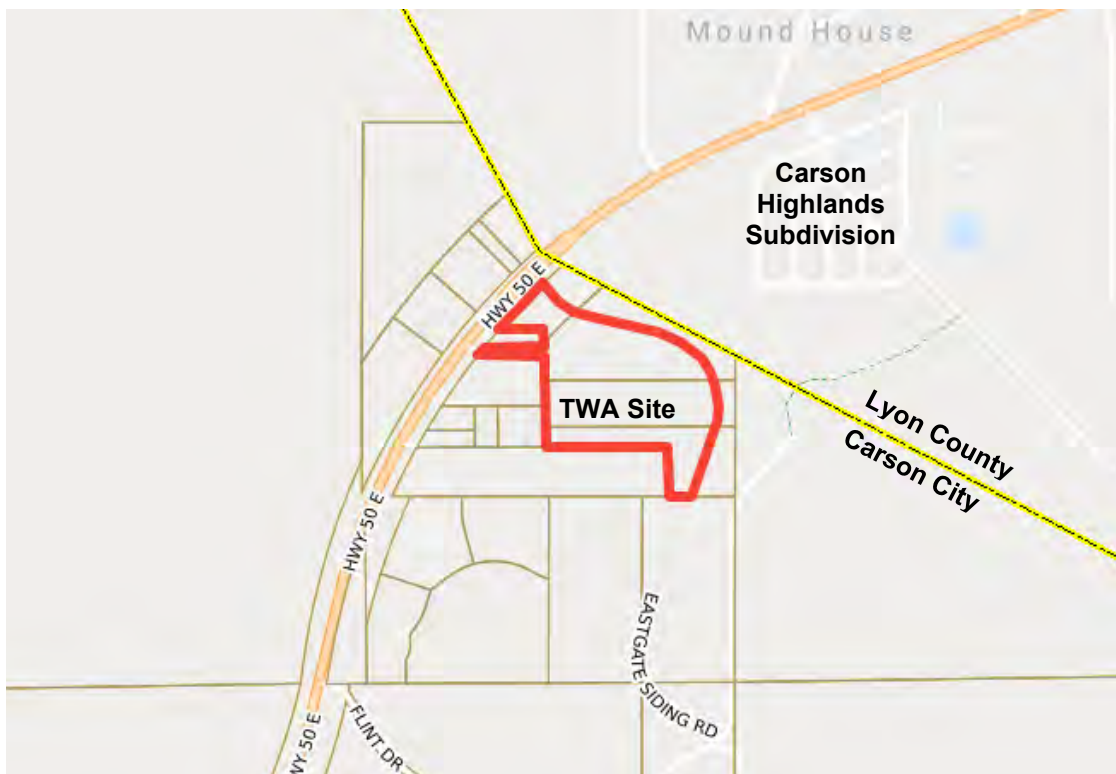 Mound House
Carson
Highlands
Subdivision
HWY 50 E
TWA Site
Lyon County
Carson City
HWY 50 E
EASTGATE SIDING RD
FLINT DR
WY 50 E